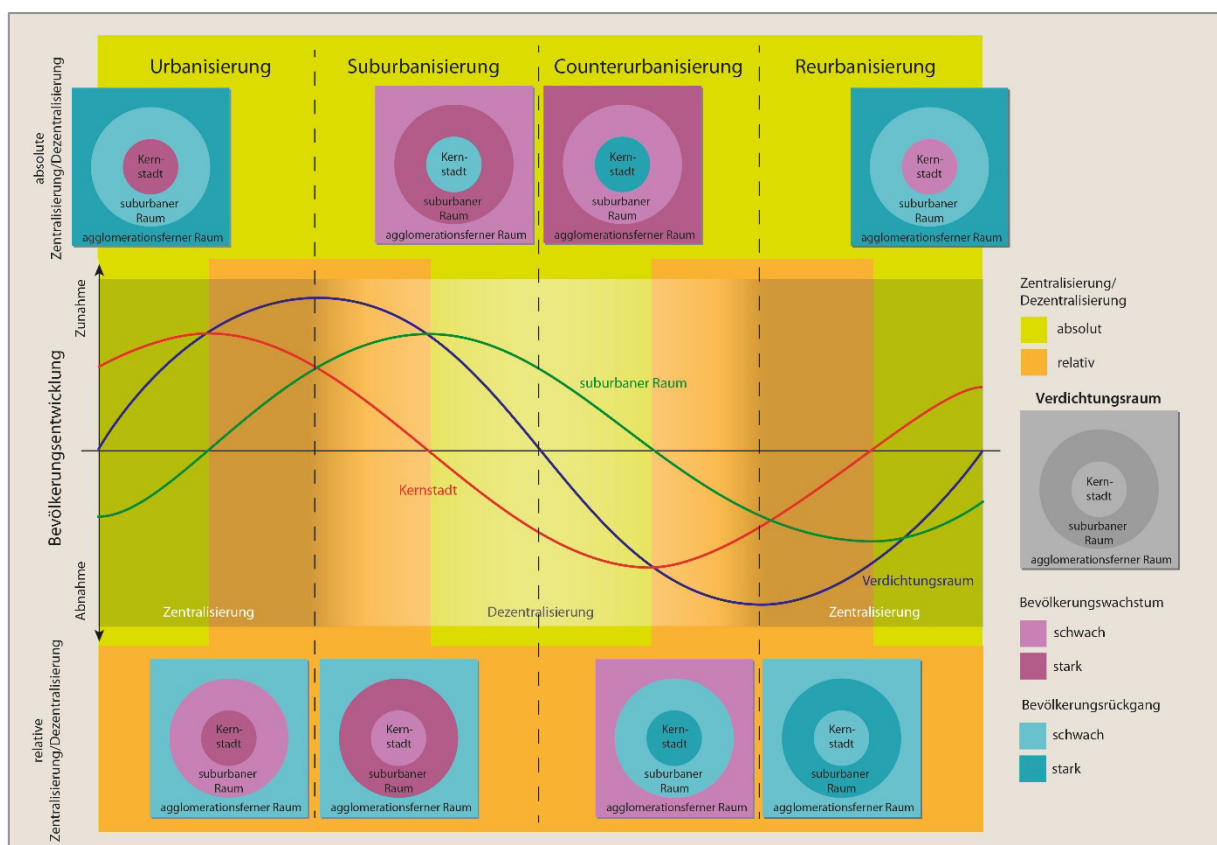 Urbanisierung
Suburbanisierung
Counterurbanisierung
Reurbanisierung
absolute
Zentralisierung/Dezentralisierung
Kern-
stadt
suburbaner
Raum
agglomerationsferner Raum
Kern-
stadt
suburbaner
Raum
agglomerationsferner Raum
Kern-
stadt
suburbaner
Raum
agglomerationsferner Raum
Kern-
stadt
suburbaner
Raum
agglomerationsferner Raum
Zunahme
Bevölkerungsentwicklung
Abnahme
suburbaner Raum
Kernstadt
Verdichtungsraum
Zentralisierung
Dezentralisierung
Zentralisierung
relative
Zentralisierung/Dezentralisierung
Kern-
stadt
suburbaner
Raum
agglomerationsferner Raum
Kern-
stadt
suburbaner
Raum
agglomerationsferner Raum
Kern-
stadt
suburbaner
Raum
agglomerationsferner Raum
Kern-
stadt
suburbaner
Raum
agglomerationsferner Raum
Zentralisierung/
Dezentralisierung
absolut
relativ
Verdichtungsraum
Kern-
stadt
suburbaner
Raum
agglomerationsferner Raum
Bevölkerungswachstum
schwach
stark
Bevölkerungsrückgang
schwach
stark